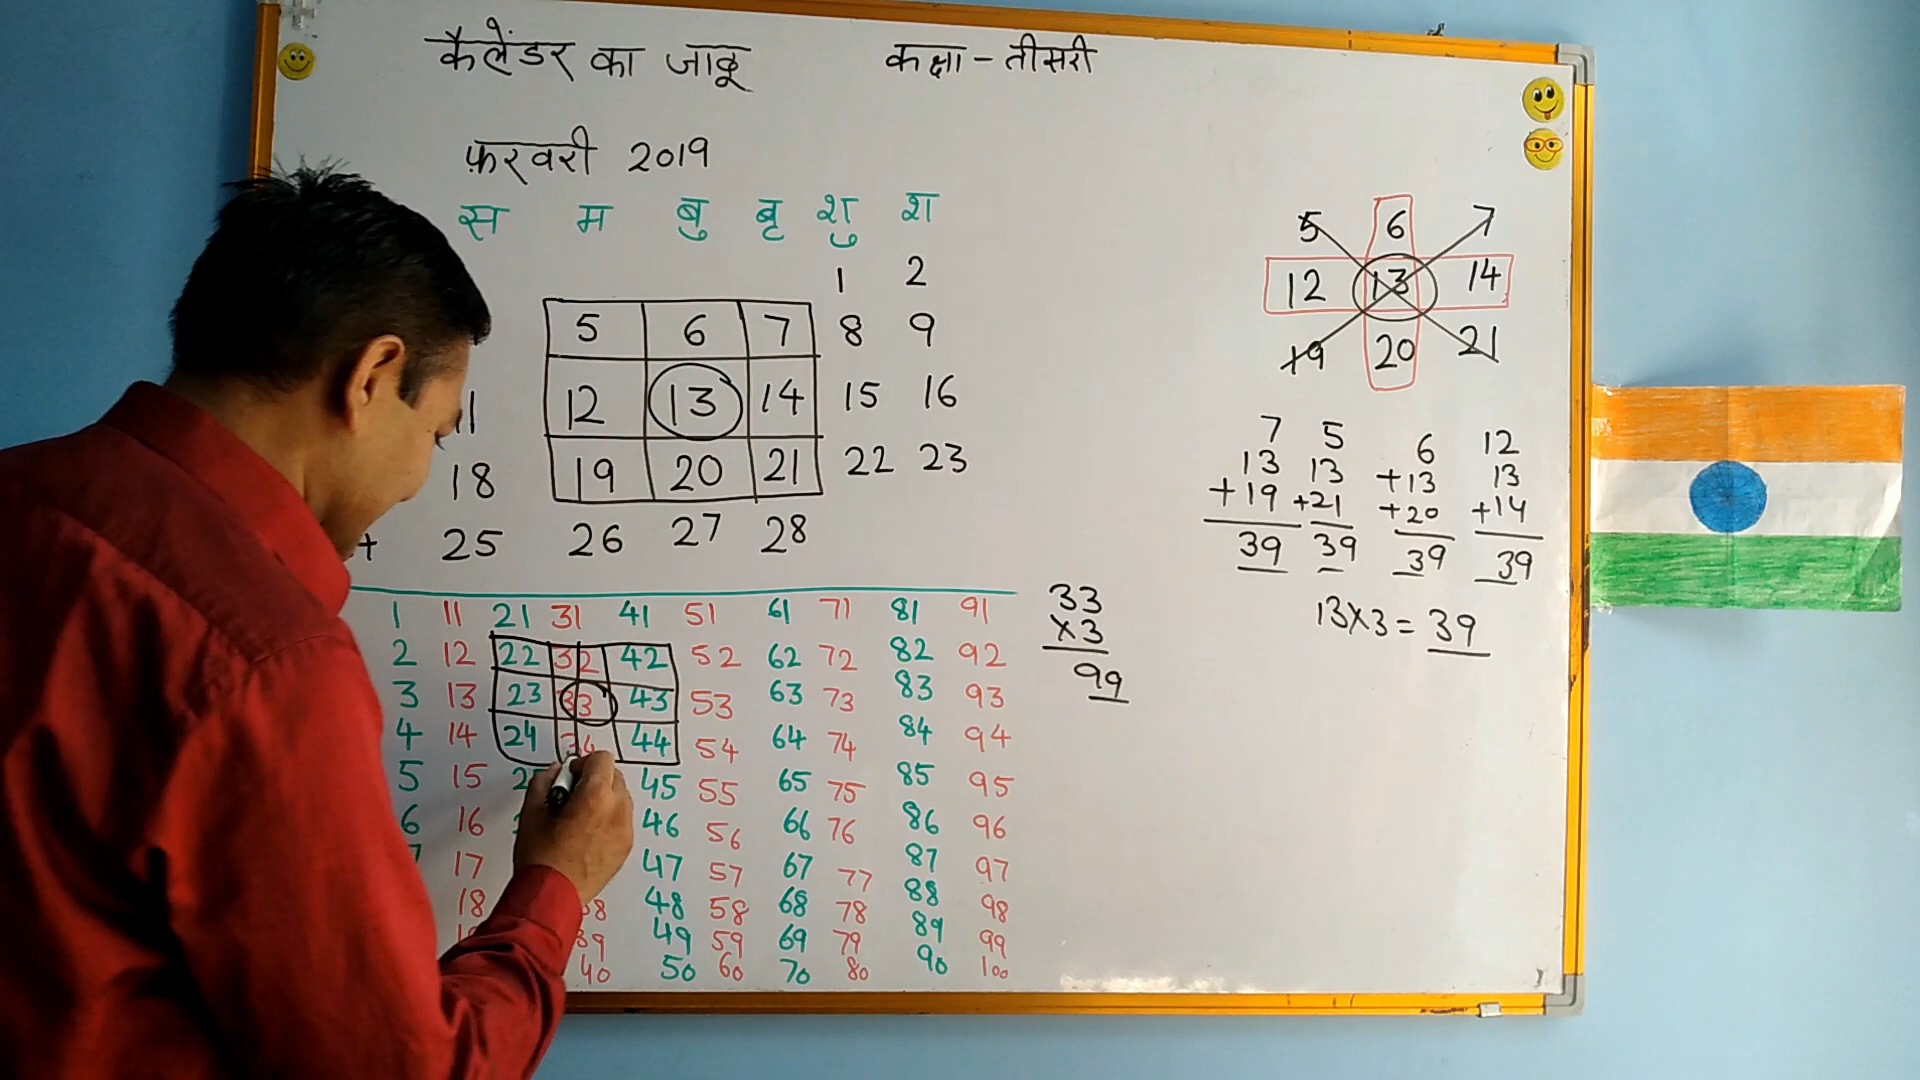 कैलेंडर का जादू कक्षा - तीसरी
फ़रवरी 2019
स म बु बृ शु श
1 2
5 6 7 8 9
11 12 13 14 15 16
18 19 20 21 22 23
25 26 27 28
5 6 7
12 13 14
19 20 21
7 5 6 12
13 13 +13 13
+19 +21 +20 +14
39 39 39 39
13×3 = 39
33
×3
99
1 11 21 31 41 51 61 71 81 91
2 12 22 32 42 52 62 72 82 92
3 13 23 33 43 53 63 73 83 93
4 14 24 34 44 54 64 74 84 94
5 15 45 55 65 75 85 95
6 16 46 56 66 76 86 96
17 47 57 67 77 87 97
18 48 58 68 78 88 98
49 59 69 79 89 99
40 50 60 70 80 90 100